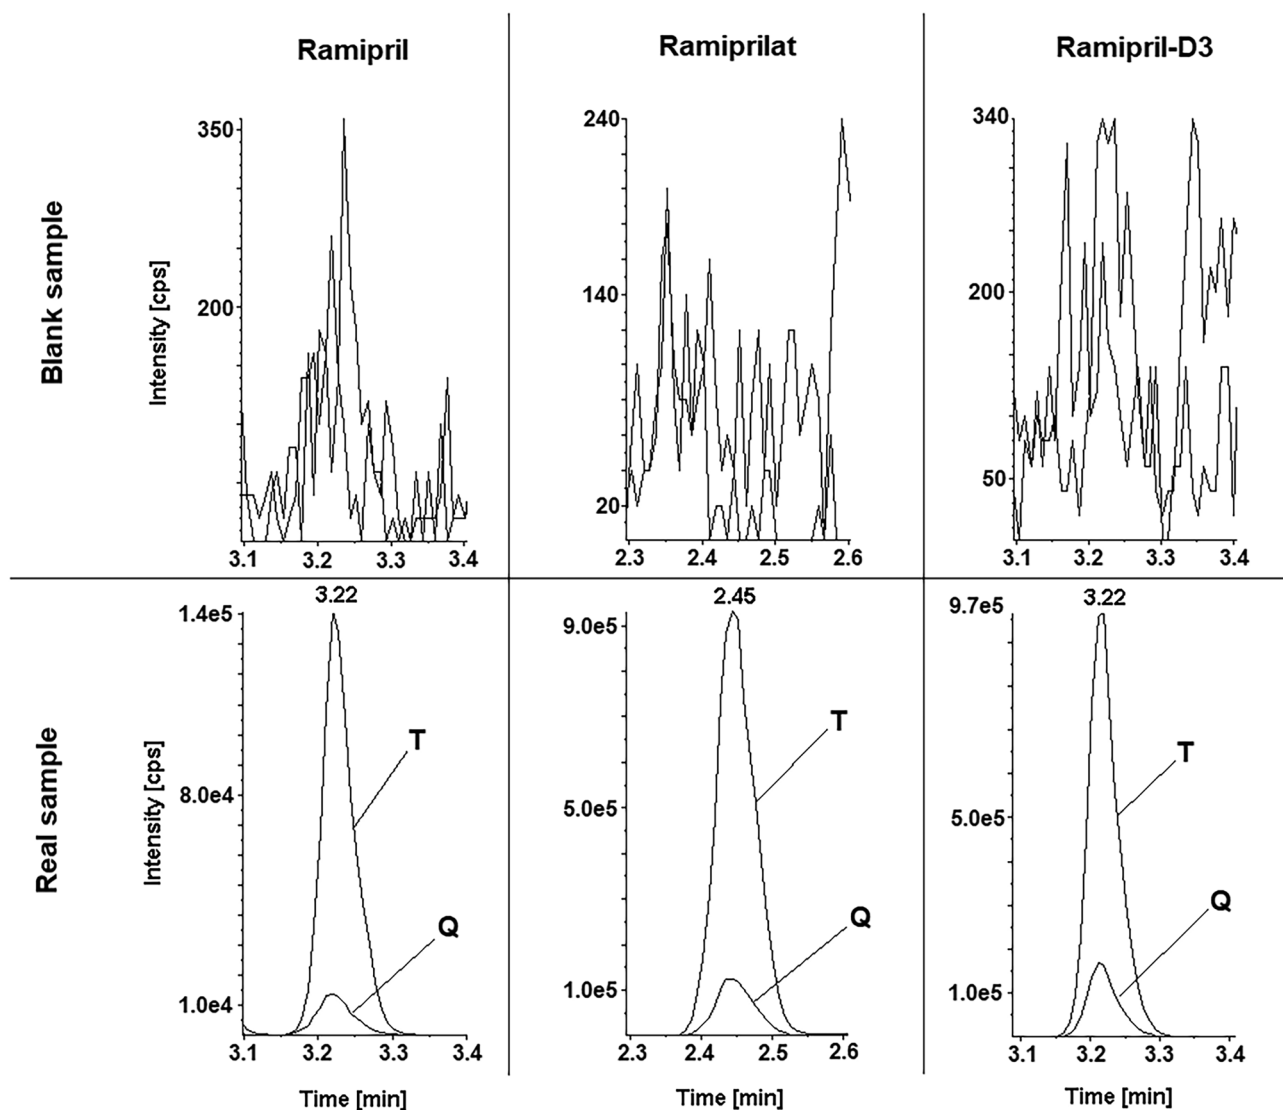 Ramipril
Ramiprilat
Ramipril-D3
Blank sample
Intensity [cps]
350
200
3.1 3.2 3.3 3.4
240
140
20
2.3 2.4 2.5 2.6
340
200
50
3.1 3.2 3.3 3.4
Real sample
Intensity [cps]
3.22
1.4e5
8.0e4
1.0e4
T
Q
3.1 3.2 3.3 3.4
Time [min]
2.45
9.0e5
5.0e5
1.0e5
T
Q
2.3 2.4 2.5 2.6
Time [min]
3.22
9.7e5
5.0e5
1.0e5
T
Q
3.1 3.2 3.3 3.4
Time [min]